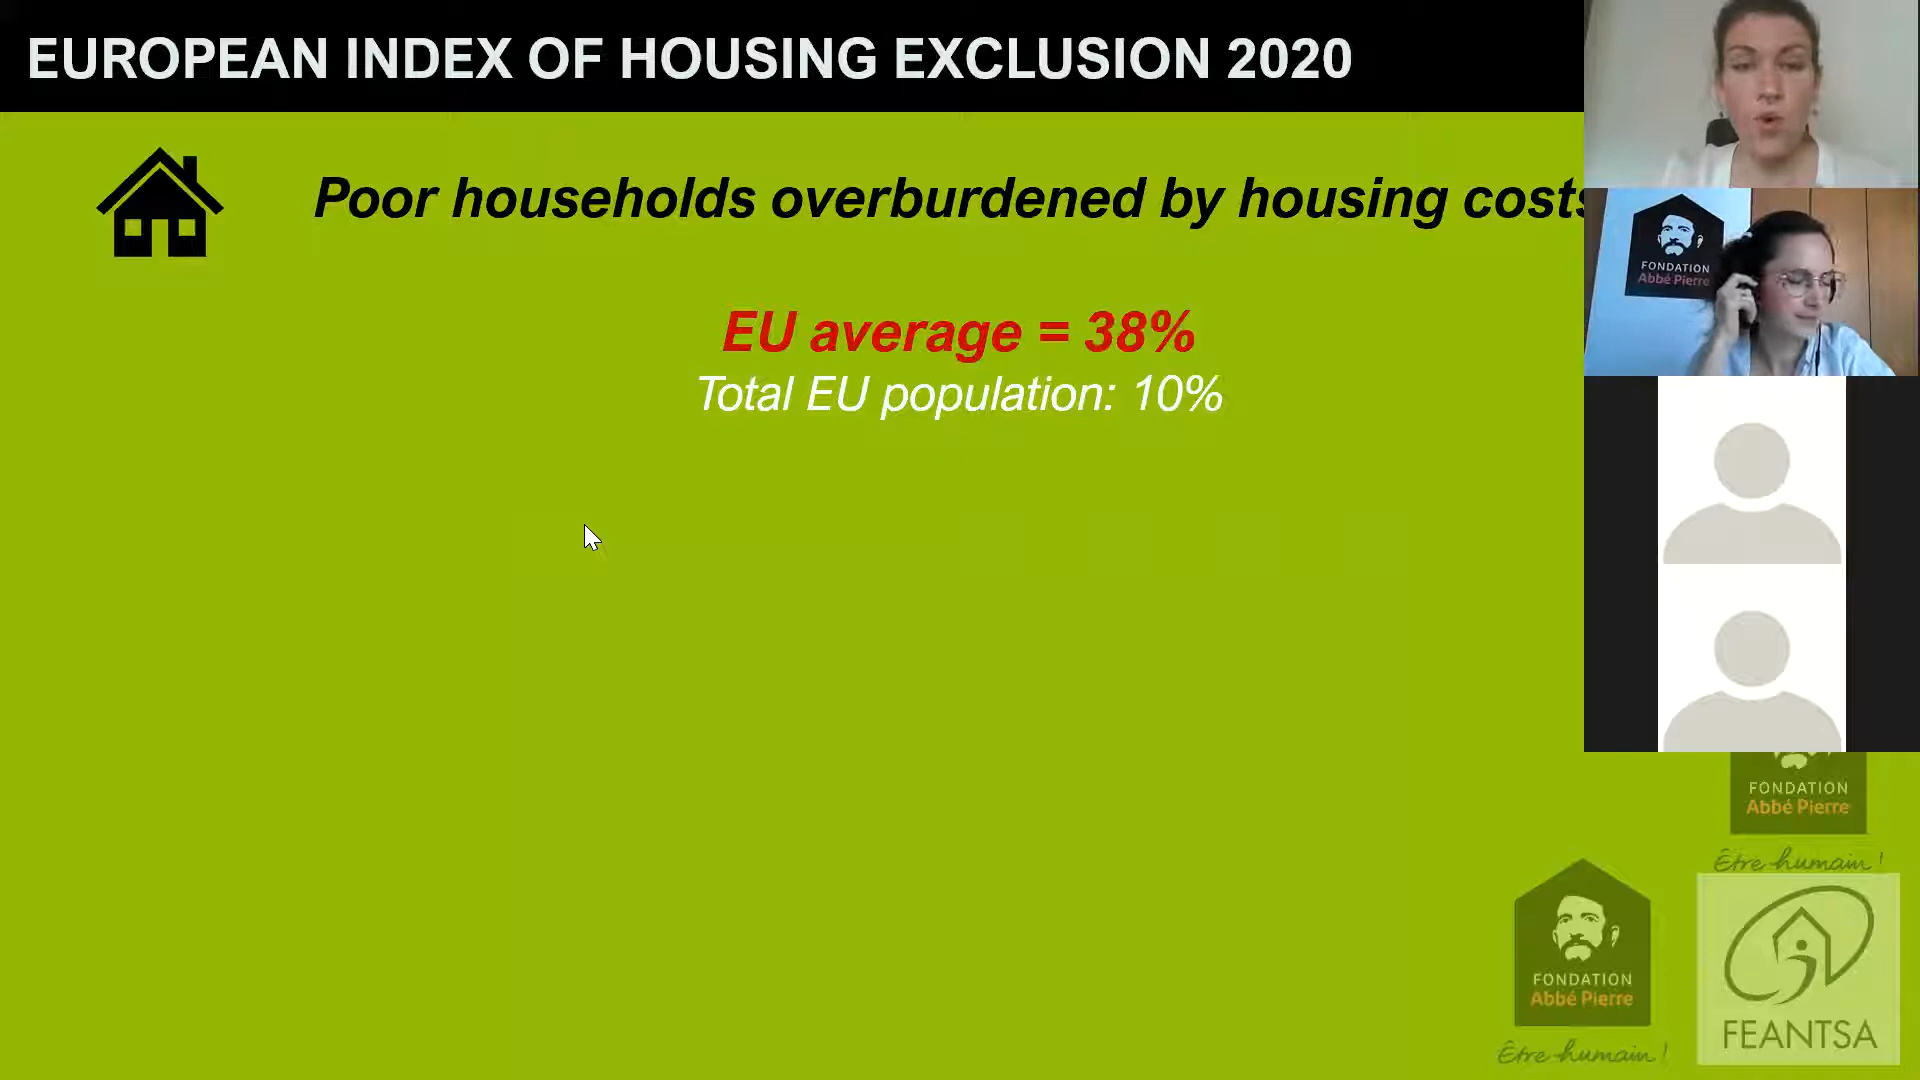 EUROPEAN INDEX OF HOUSING EXCLUSION 2020
Poor households overburdened by housing costs
EU average = 38%
Total EU population: 10%
FONDATION
Abbé Pierre
FONDATION
Abbé Pierre
Être humain !
FONDATION
Abbé Pierre
Être humain !
FEANTSA